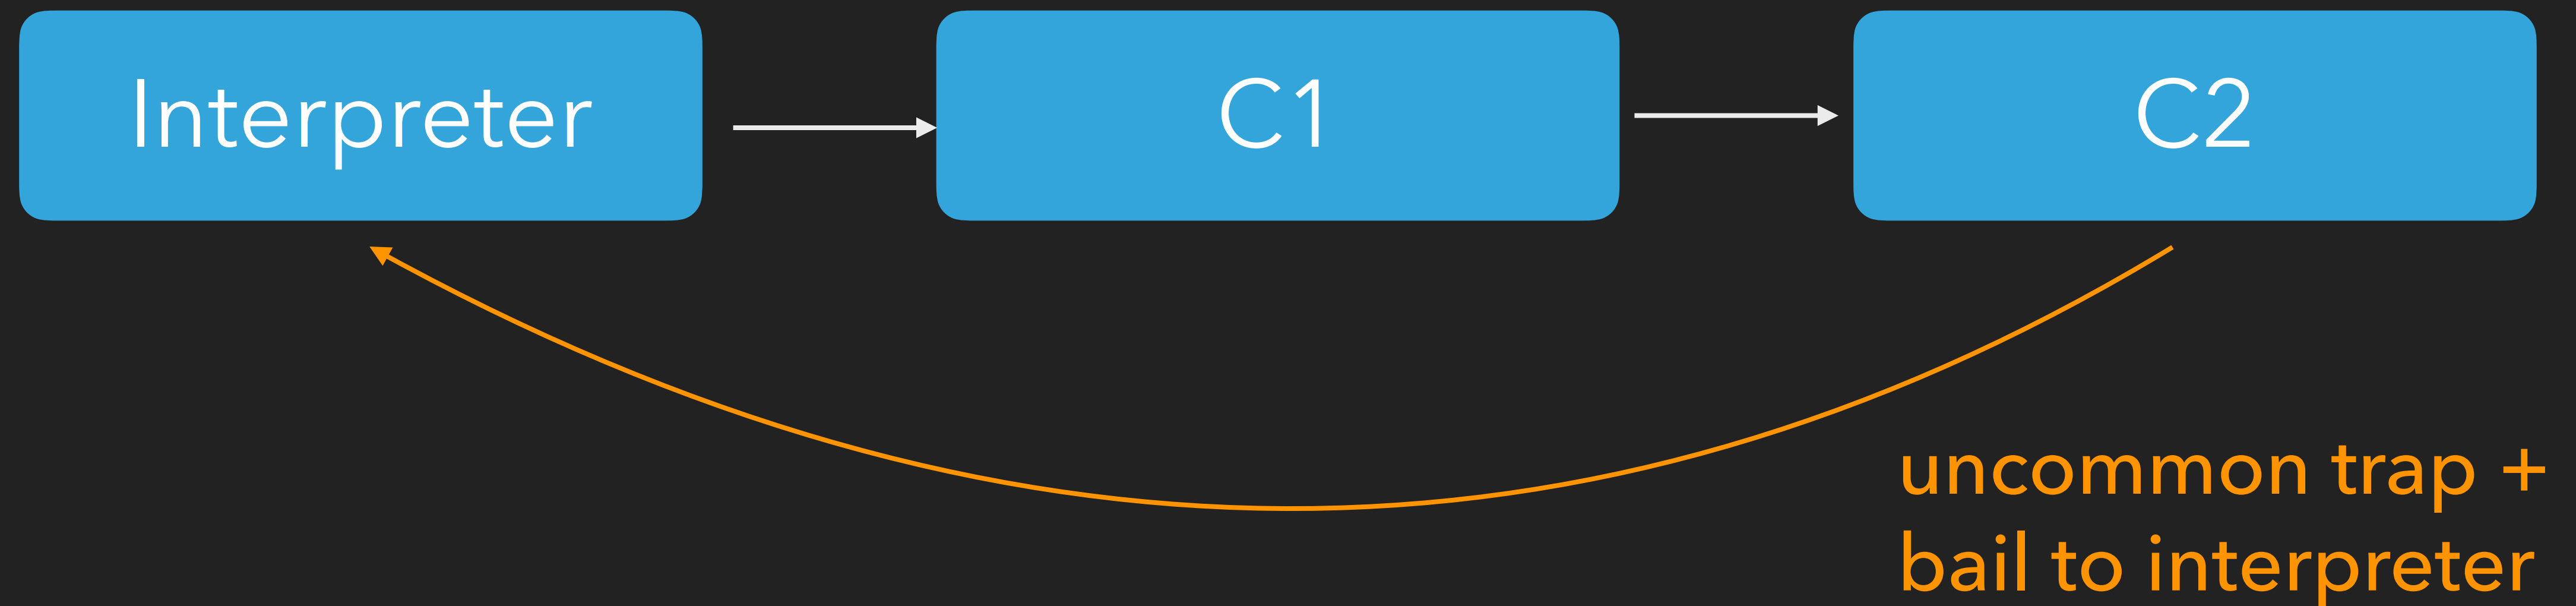 Interpreter
C1
C2
uncommon trap +
bail to interpreter